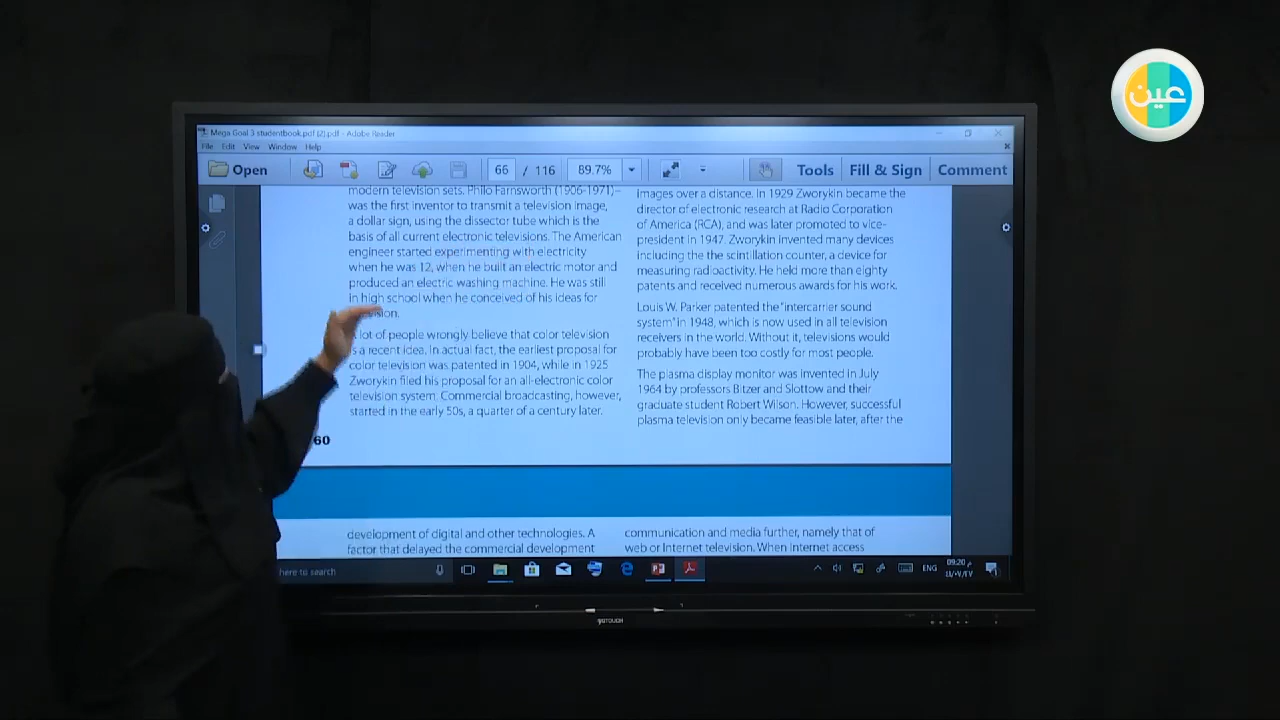 عين
Mega Goal 3 studentbook.pdf (2).pdf - Adobe Reader
File Edit View Window Help
Open 66 / 116 89.7% Tools Fill & Sign Comment
modern television sets. Philo Farnsworth (1906-1971)–
was the first inventor to transmit a television image,
a dollar sign, using the dissector tube which is the
basis of all current electronic televisions. The American
engineer started experimenting with electricity
when he was 12, when he built an electric motor and
produced an electric washing machine. He was still
in high school when he conceived of his ideas for
lot of people wrongly believe that color television
is a recent idea. In actual fact, the earliest proposal for
color television was patented in 1904, while in 1925
Zworykin filed his proposal for an all-electronic color
television system. Commercial broadcasting, however,
started in the early 50s, a quarter of a century later.
60
images over a distance. In 1929 Zworykin became the
director of electronic research at Radio Corporation
of America (RCA), and was later promoted to vice-
president in 1947. Zworykin invented many devices
including the the scintillation counter, a device for
measuring radioactivity. He held more than eighty
patents and received numerous awards for his work.
Louis W. Parker patented the "intercarrier sound
system" in 1948, which is now used in all television
receivers in the world. Without it, televisions would
probably have been too costly for most people.
The plasma display monitor was invented in July
1964 by professors Bitzer and Slottow and their
graduate student Robert Wilson. However, successful
plasma television only became feasible later, after the
development of digital and other technologies. A
factor that delayed the commercial development
communication and media further, namely that of
web or Internet television. When Internet access
here to search
ENG
09:20 م